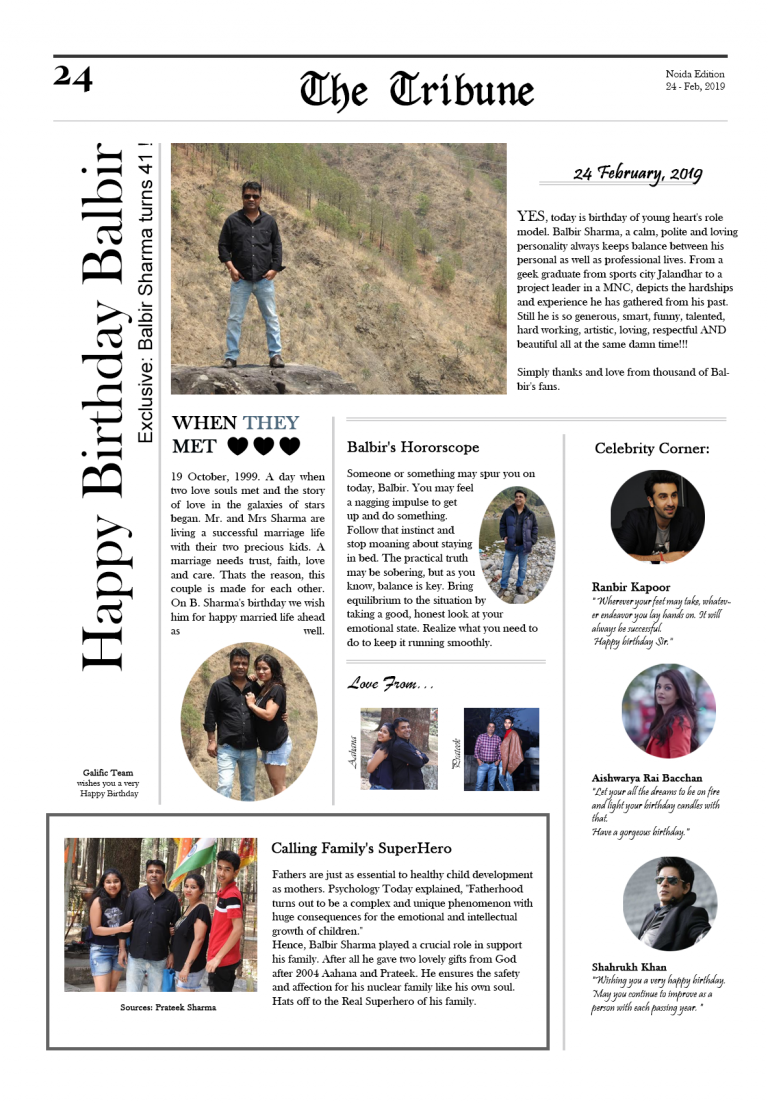 24
The Tribune
Noida Edition
24 - Feb, 2019
Happy Birthday Balbir
Exclusive: Balbir Sharma turns 41 !
24 February, 2019
YES, today is birthday of young heart's role
model. Balbir Sharma, a calm, polite and loving
personality always keeps balance between his
personal as well as professional lives. From a
geek graduate from sports city Jalandhar to a
project leader in a MNC, depicts the hardships
and experience he has gathered from his past.
Still he is so generous, smart, funny, talented,
hard working, artistic, loving, respectful AND
beautiful all at the same damn time!!!
Simply thanks and love from thousand of Bal-
bir's fans.
WHEN THEY
MET
19 October, 1999. A day when
two love souls met and the story
of love in the galaxies of stars
began. Mr. and Mrs Sharma are
living a successful marriage life
with their two precious kids. A
marriage needs trust, faith, love
and care. Thats the reason, this
couple is made for each other.
On B. Sharma's birthday we wish
him for happy married life ahead
as well.
Balbir's Hororscope
Someone or something may spur you on
today, Balbir. You may feel
a nagging impulse to get
up and do something.
Follow that instinct and
stop moaning about staying
in bed. The practical truth
may be sobering, but as you
know, balance is key. Bring
equilibrium to the situation by
taking a good, honest look at your
emotional state. Realize what you need to
do to keep it running smoothly.
Love From...
Aahana
Prateek
Celebrity Corner:
Ranbir Kapoor
" Wherever your feet may take, whatev-
er endeavor you lay hands on. It will
always be successful.
Happy birthday Sir."
Aishwarya Rai Bacchan
"Let your all the dreams to be on fire
and light your birthday candles with
that.
Have a gorgeous birthday."
Shahrukh Khan
"Wishing you a very happy birthday.
May you continue to improve as a
person with each passing year. "
Galific Team
wishes you a very
Happy Birthday
Calling Family's SuperHero
Fathers are just as essential to healthy child development
as mothers. Psychology Today explained, "Fatherhood
turns out to be a complex and unique phenomenon with
huge consequences for the emotional and intellectual
growth of children."
Hence, Balbir Sharma played a crucial role in support
his family. After all he gave two lovely gifts from God
after 2004 Aahana and Prateek. He ensures the safety
and affection for his nuclear family like his own soul.
Hats off to the Real Superhero of his family.
Sources: Prateek Sharma